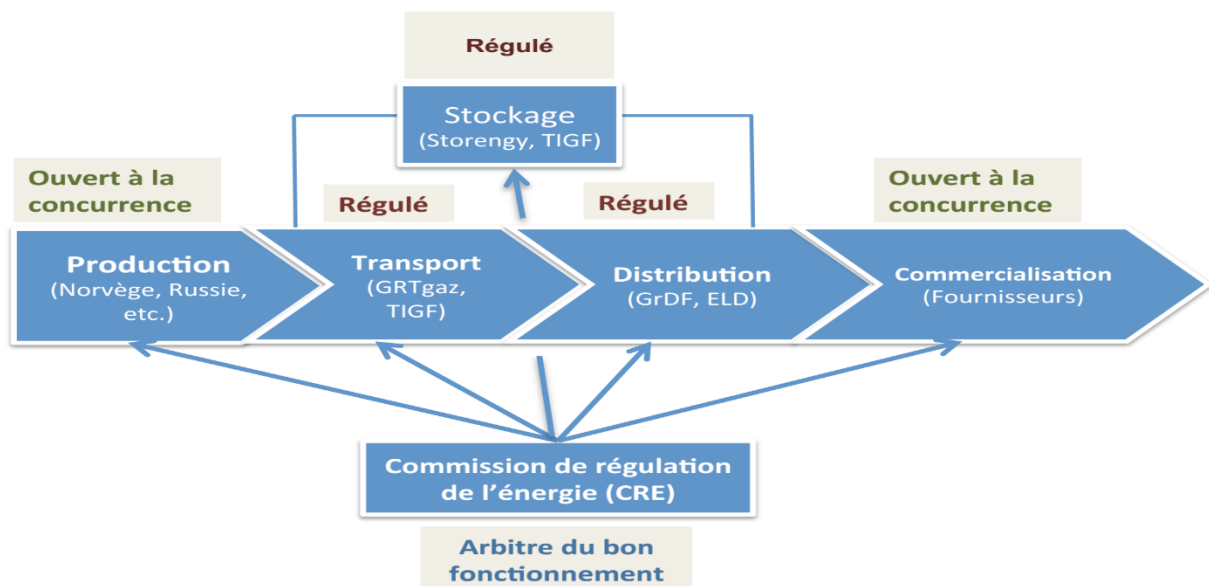 Régulé
Stockage
(Storengy, TIGF)
Ouvert à la
concurrence
Régulé
Régulé
Ouvert à la
concurrence
Production
(Norvège, Russie,
etc.)
Transport
(GRTgaz,
TIGF)
Distribution
(GrDF, ELD)
Commercialisation
(Fournisseurs)
Commission de régulation
de l'énergie (CRE)
Arbitre du bon
fonctionnement